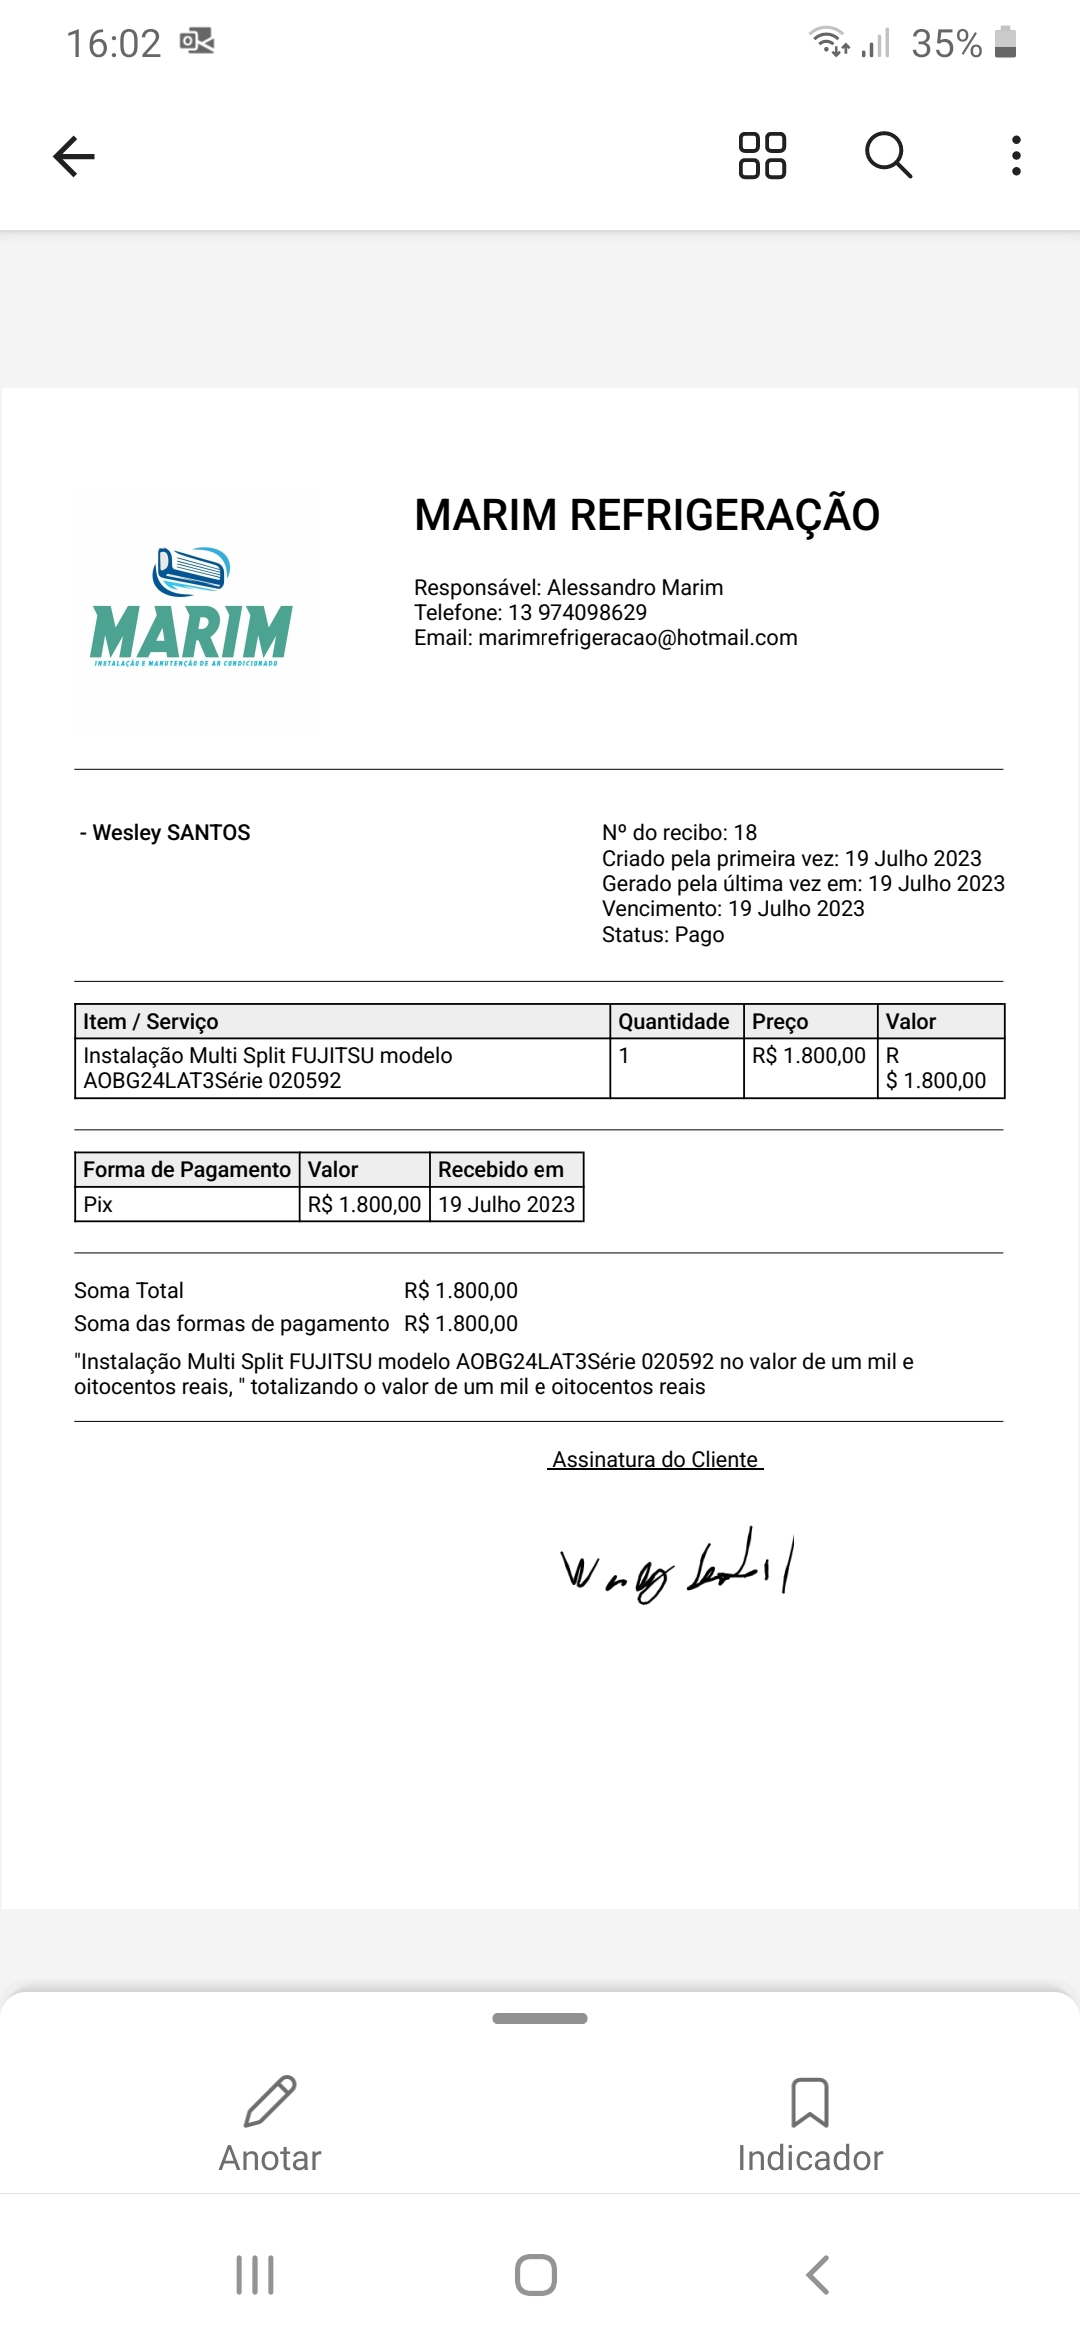 16:02
35%
MARIM REFRIGERAÇÃO
Responsável: Alessandro Marim
Telefone: 13 974098629
Email: marimrefrigeracao@hotmail.com
MARIM
INSTALAÇÃO E MANUTENÇÃO DE AR CONDICIONADO
- Wesley SANTOS
Nº do recibo: 18
Criado pela primeira vez: 19 Julho 2023
Gerado pela última vez em: 19 Julho 2023
Vencimento: 19 Julho 2023
Status: Pago
Item / Serviço Quantidade Preço Valor
Instalação Multi Split FUJITSU modelo 1 R$ 1.800,00 R
AOBG24LAT3Série 020592 $ 1.800,00
Forma de Pagamento Valor Recebido em
Pix R$ 1.800,00 19 Julho 2023
Soma Total R$ 1.800,00
Soma das formas de pagamento R$ 1.800,00
"Instalação Multi Split FUJITSU modelo AOBG24LAT3Série 020592 no valor de um mil e
oitocentos reais, " totalizando o valor de um mil e oitocentos reais
Assinatura do Cliente
Anotar Indicador